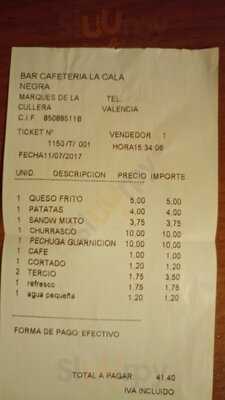 BAR CAFETERIA LA CALA
NEGRA
MARQUES DE LA TEL.
CULLERA VALENCIA
C.I.F. 85088511B
TICKET Nº VENDEDOR 1
1150/T/ 001 HORA15:34:06
FECHA11/07/2017
UNID. DESCRIPCION PRECIO IMPORTE
1 QUESO FRITO 5,00 5,00
1 PATATAS 4,00 4,00
1 SANDW MIXTO 3,75 3,75
1 CHURRASCO 10,00 10,00
1 PECHUGA GUARNICION 10,00 10,00
1 CAFE 1,00 1,00
1 CORTADO 1,20 1,20
2 TERCIO 1,75 3,50
1 refresco 1,75 1,75
1 agua pequeña 1,20 1,20
FORMA DE PAGO:EFECTIVO
TOTAL A PAGAR: 41,40
IVA INCLUIDO